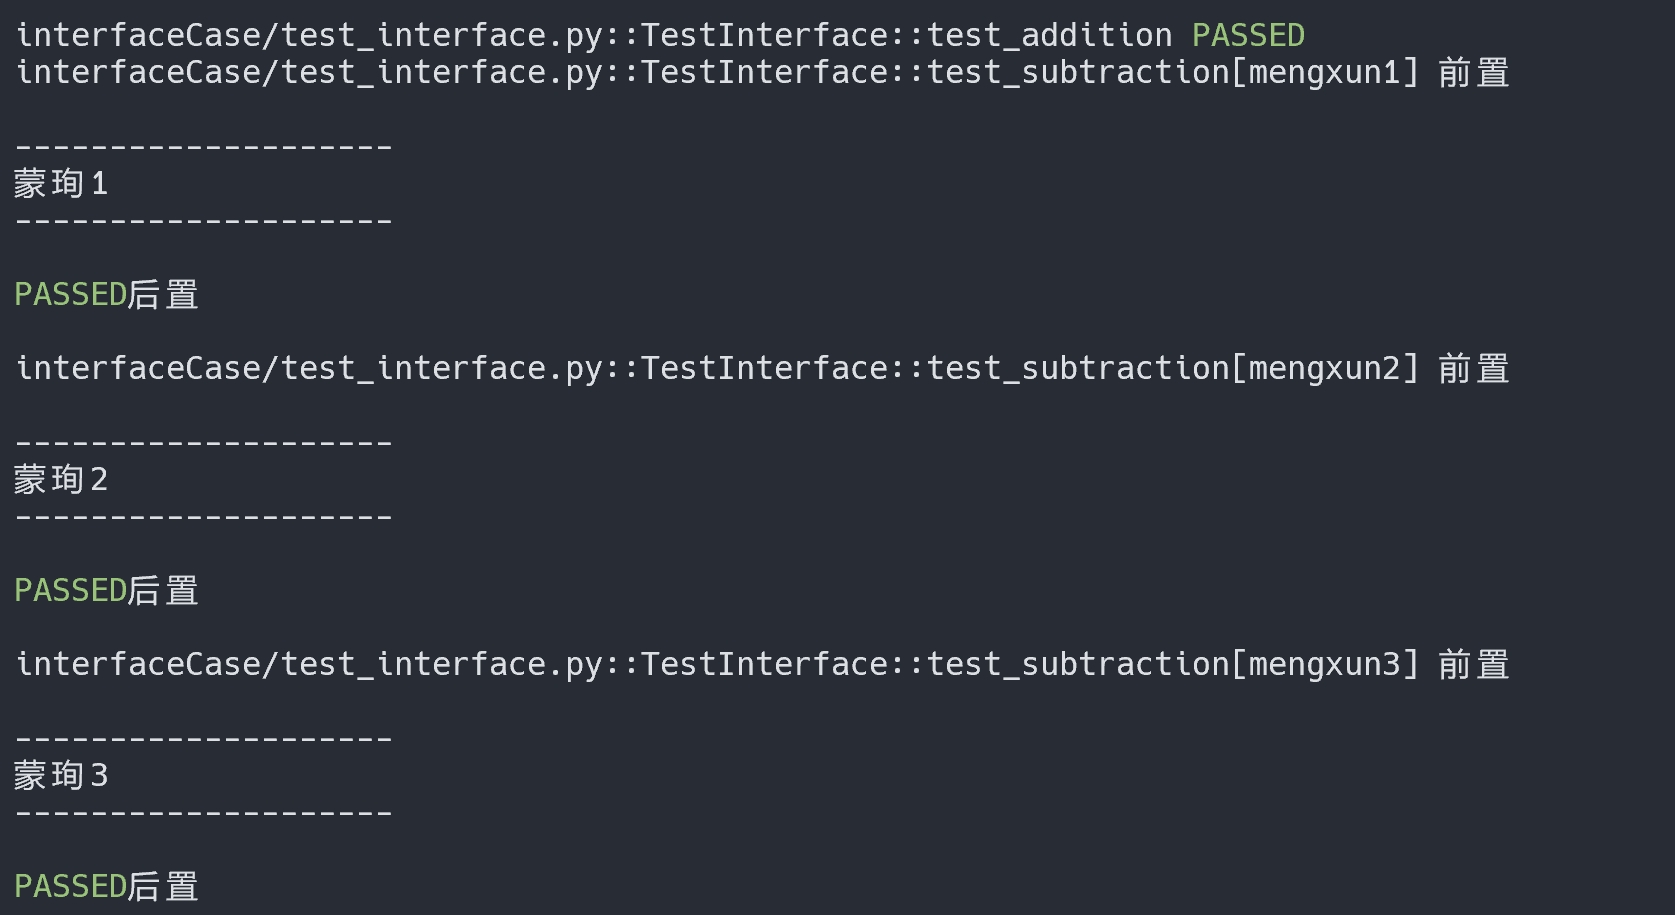 interfaceCase/test_interface.py::TestInterface::test_addition PASSED
interfaceCase/test_interface.py::TestInterface::test_subtraction[mengxun1] 前置
--------------------
蒙珣1
--------------------
PASSED后置
interfaceCase/test_interface.py::TestInterface::test_subtraction[mengxun2] 前置
--------------------
蒙珣2
--------------------
PASSED后置
interfaceCase/test_interface.py::TestInterface::test_subtraction[mengxun3] 前置
--------------------
蒙珣3
--------------------
PASSED后置